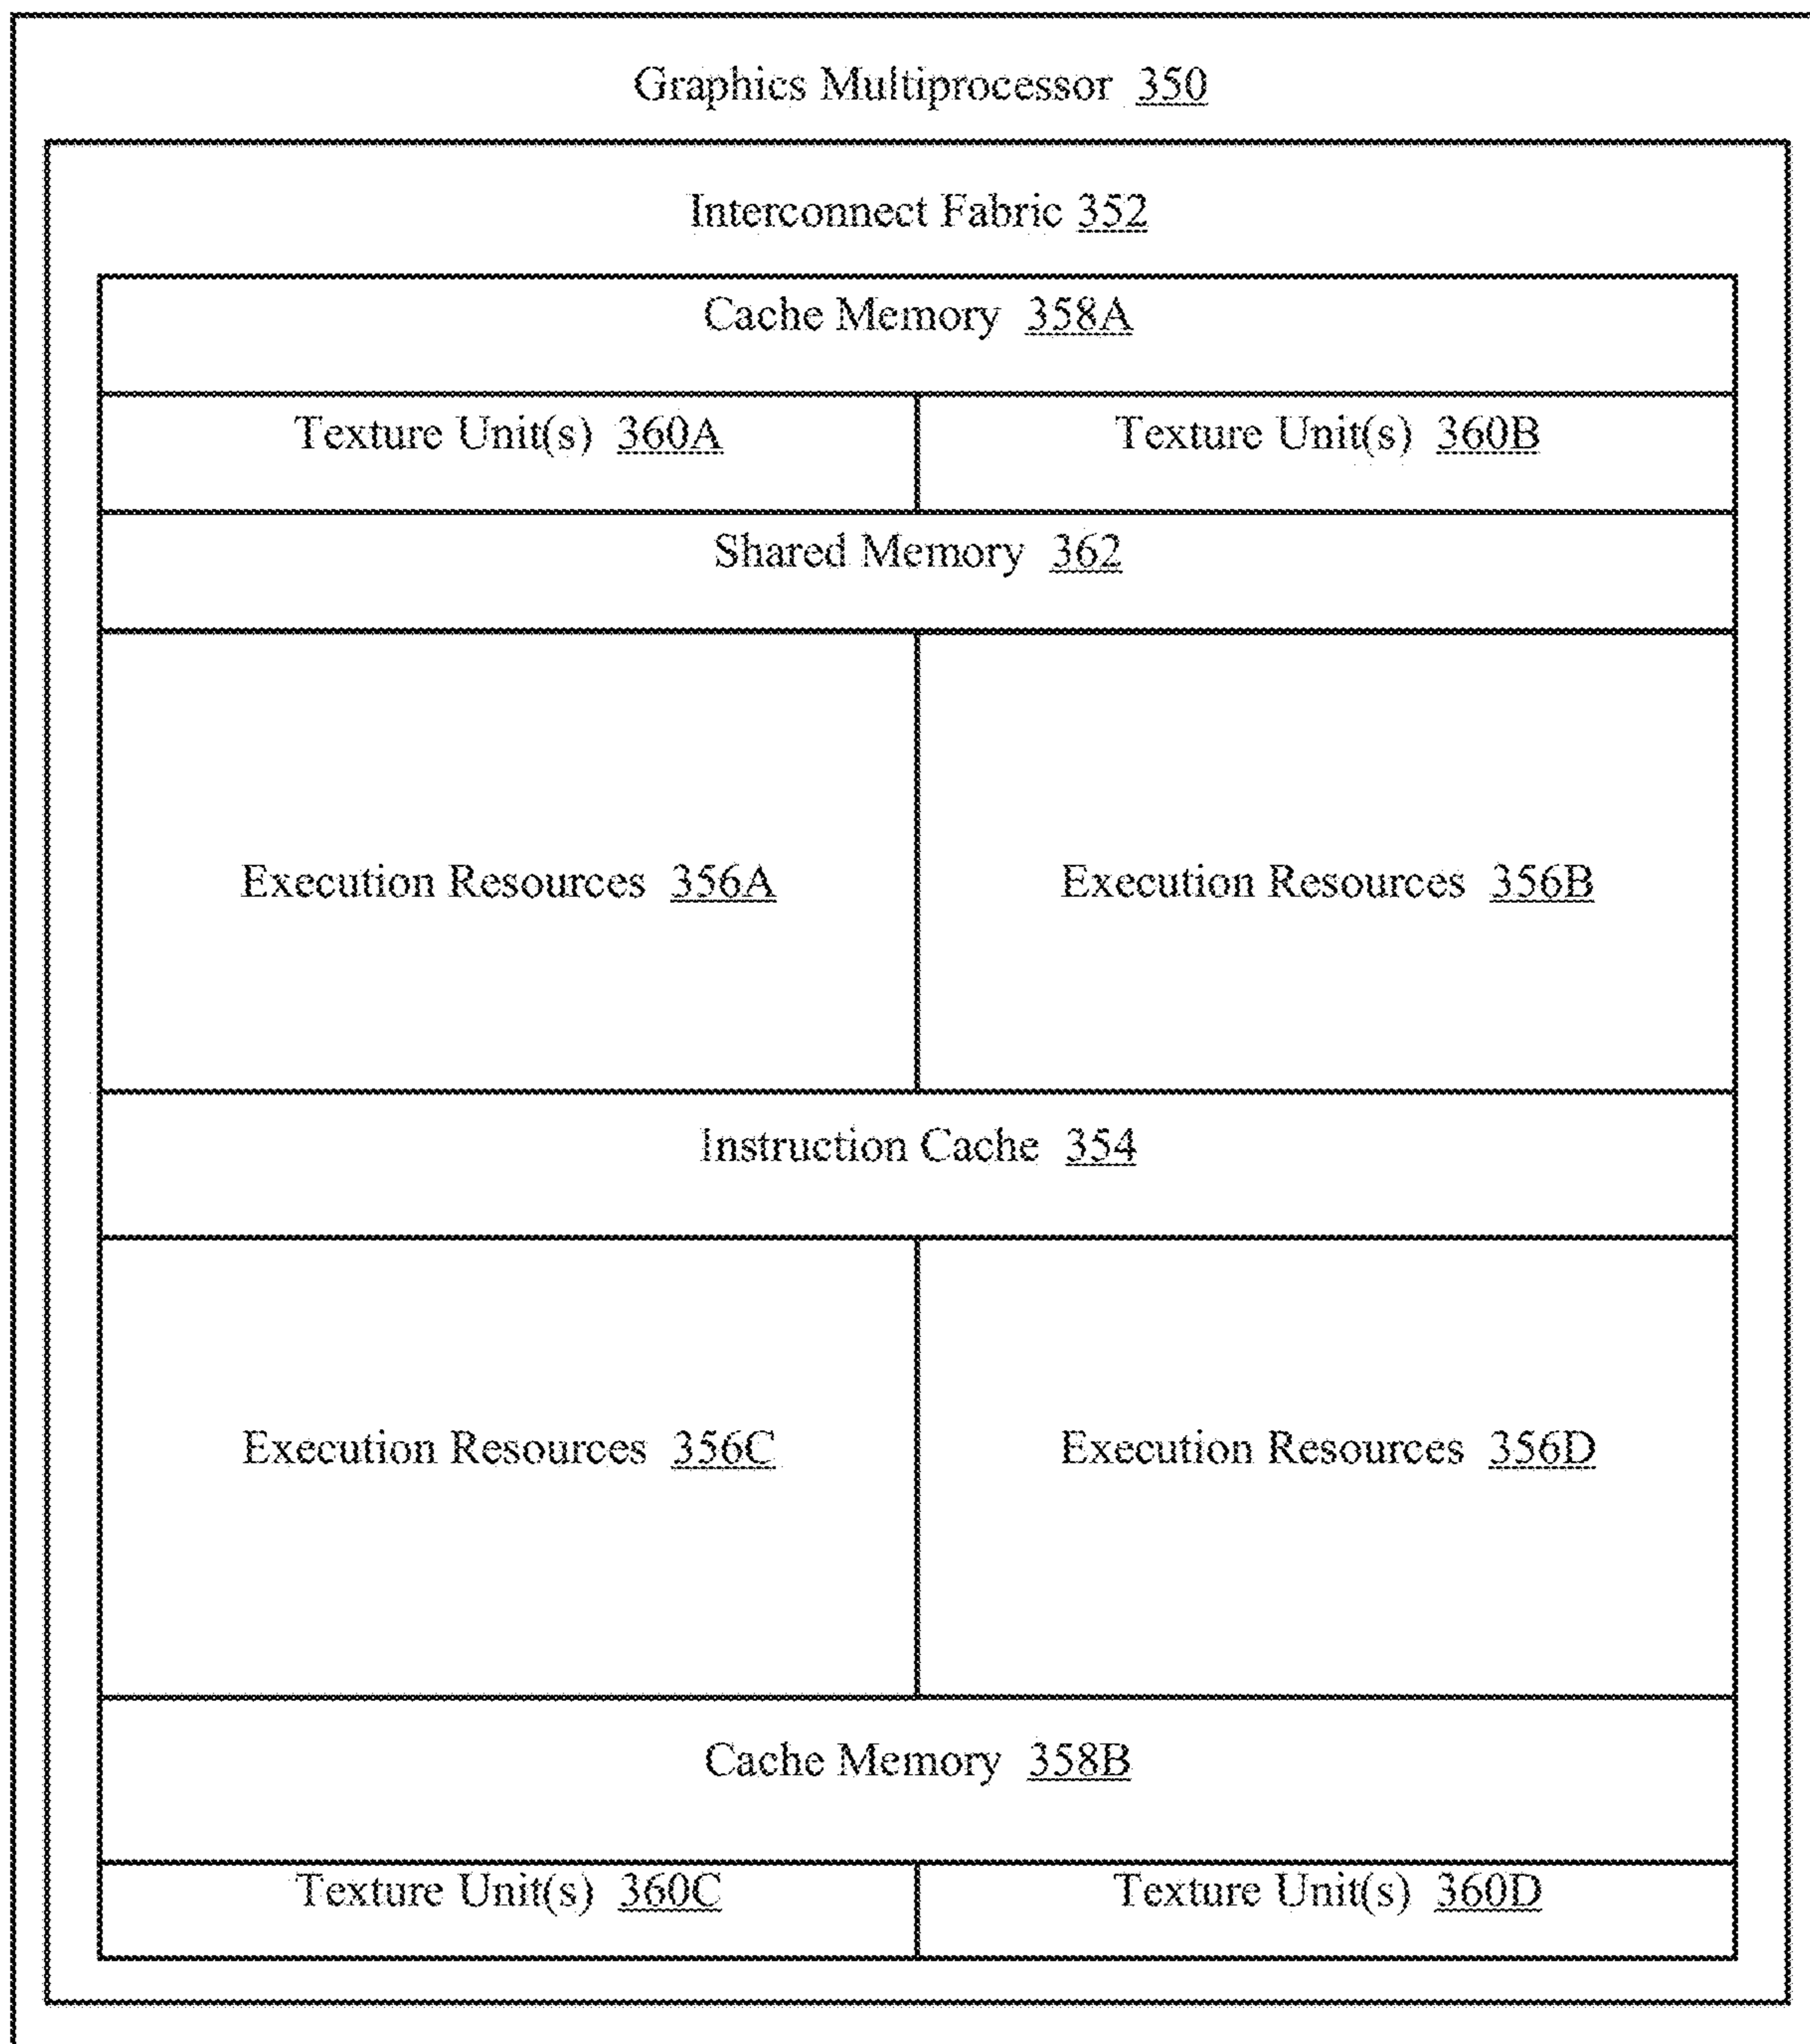 Graphics Multiprocessor 350
Interconnect Fabric 352
Cache Memory 358A
Texture Unit(s) 360A
Texture Unit(s) 360B
Shared Memory 362
Execution Resources 356A
Execution Resources 356B
Instruction Cache 354
Execution Resources 356C
Execution Resources 356D
Cache Memory 358B
Texture Unit(s) 360C
Texture Unit(s) 360D